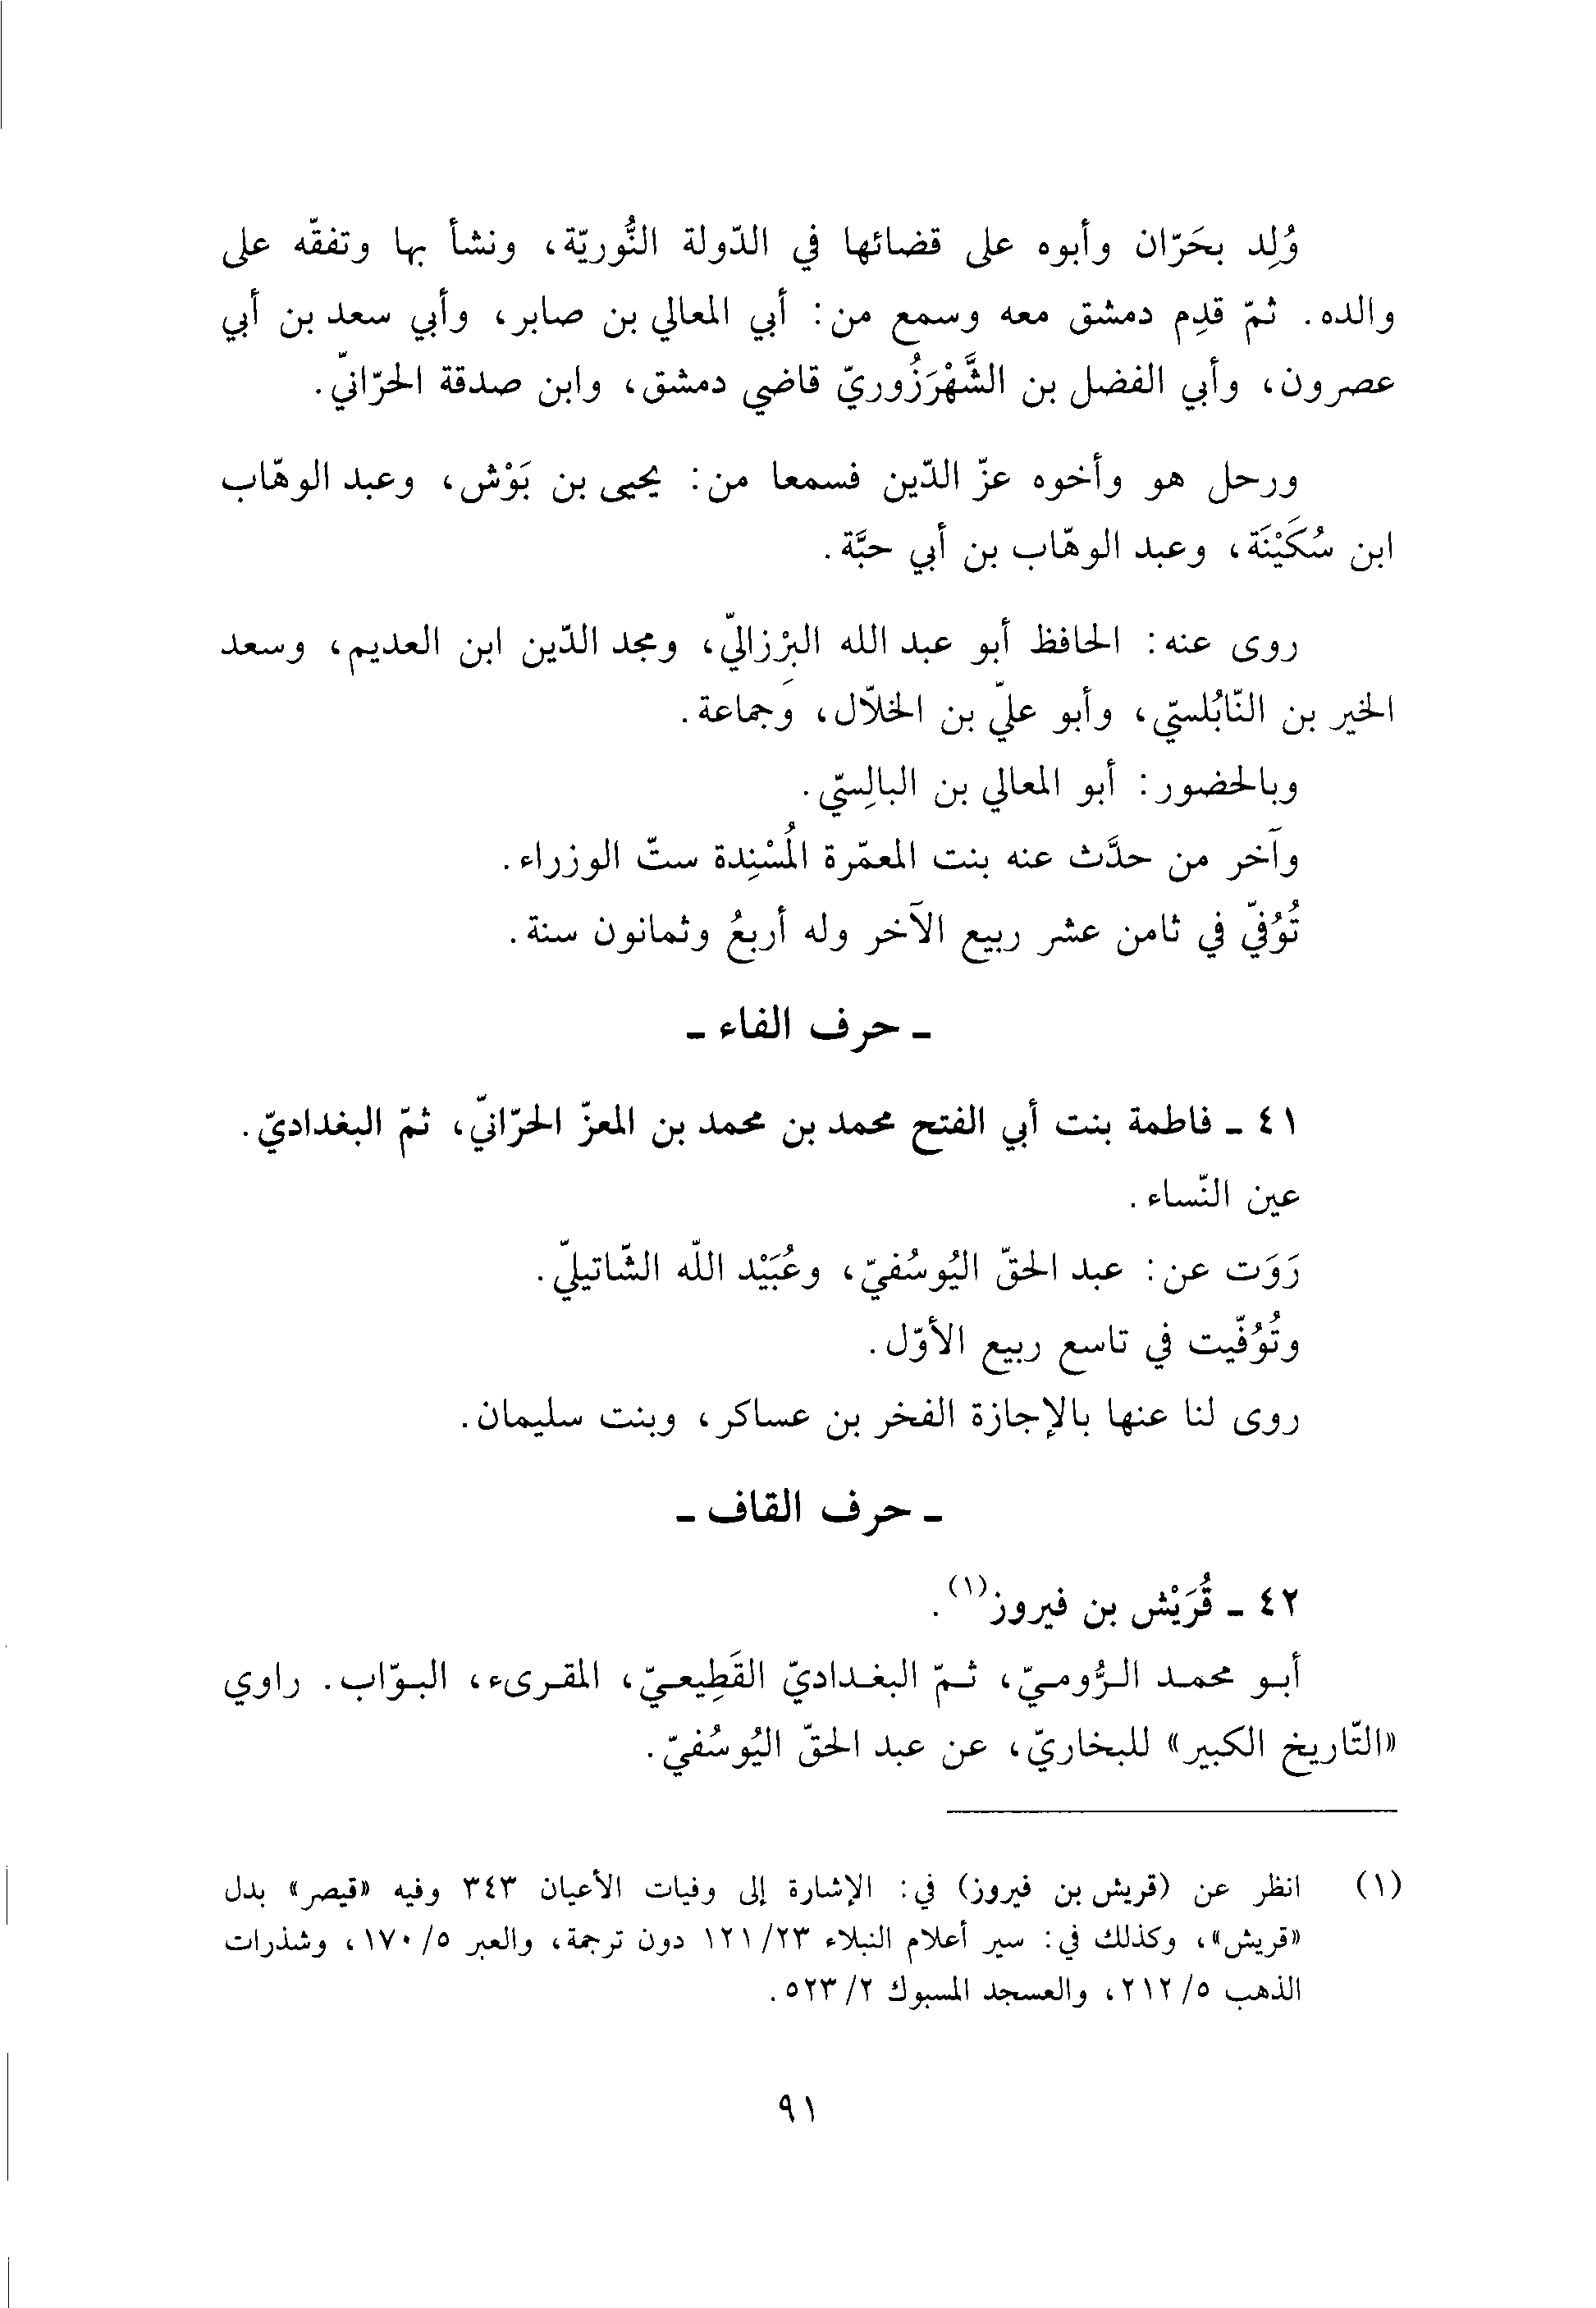 وُلِد بحَرّان وأبوه على قضائها في الدّولة النُّوريّة، ونشأ بها وتفقّه على
والده. ثمّ قدِم دمشق معه وسمع من: أبي المعالي بن صابر، وأبي سعد بن أبي
عصرون، وأبي الفضل بن الشَّهْرَزُوريّ قاضي دمشق، وابن صدقة الحَرّانيّ.
ورحل هو وأخوه عزّ الدّين فسمعا من: يحيى بن بَوْش، وعبد الوهّاب
ابن سُكَيْنَة، وعبد الوهّاب بن أبي حبَّة.
روى عنه: الحافظ أبو عبد الله البِرْزاليّ، ومجد الدّين ابن العديم، وسعد
الخير بن النّابُلسيّ، وأبو عليّ بن الخلّال، وجماعة.
وبالحضور: أبو المعالي بن البالِسيّ.
وآخر من حدَّث عنه بنت المعمّرة المُسْنِدة ستّ الوزراء.
تُوُفّيّ في ثامن عشر ربيع الآخر وله أربعُ وثمانون سنة.
ـ حرف الفاء ـ
٤١ ـ فاطمة بنت أبي الفتح محمد بن محمد بن المعزّ الحَرّانيّ، ثمّ البغداديّ.
عين النّساء.
رَوَت عن: عبد الحقّ اليُوسُفيّ، وعُبَيْد اللّه الشّاتيليّ.
وتُوُفّيت في تاسع ربيع الأوّل.
روى لنا عنها بالإجازة الفخر بن عساكر، وبنت سليمان.
ـ حرف القاف ـ
٤٢ ـ قُرَيْش بن فيروز(١).
أبو محمد الرُّوميّ، ثمّ البغداديّ القَطِيعيّ، المقرىء، البوّاب. راوي
«التّاريخ الكبير» للبخاريّ، عن عبد الحقّ اليُوسُفيّ.
(١) انظر عن (قريش بن فيروز) في: الإشارة إلى وفيات الأعيان ٣٤٣ وفيه «قيصر» بدل
«قريش»، وكذلك في: سير أعلام النبلاء ٢٣/ ١٢١ دون ترجمة، والعبر ٥/ ١٧٠، وشذرات
الذهب ٥/ ٢١٢، والعسجد المسبوك ٢/ ٥٢٣.
٩١